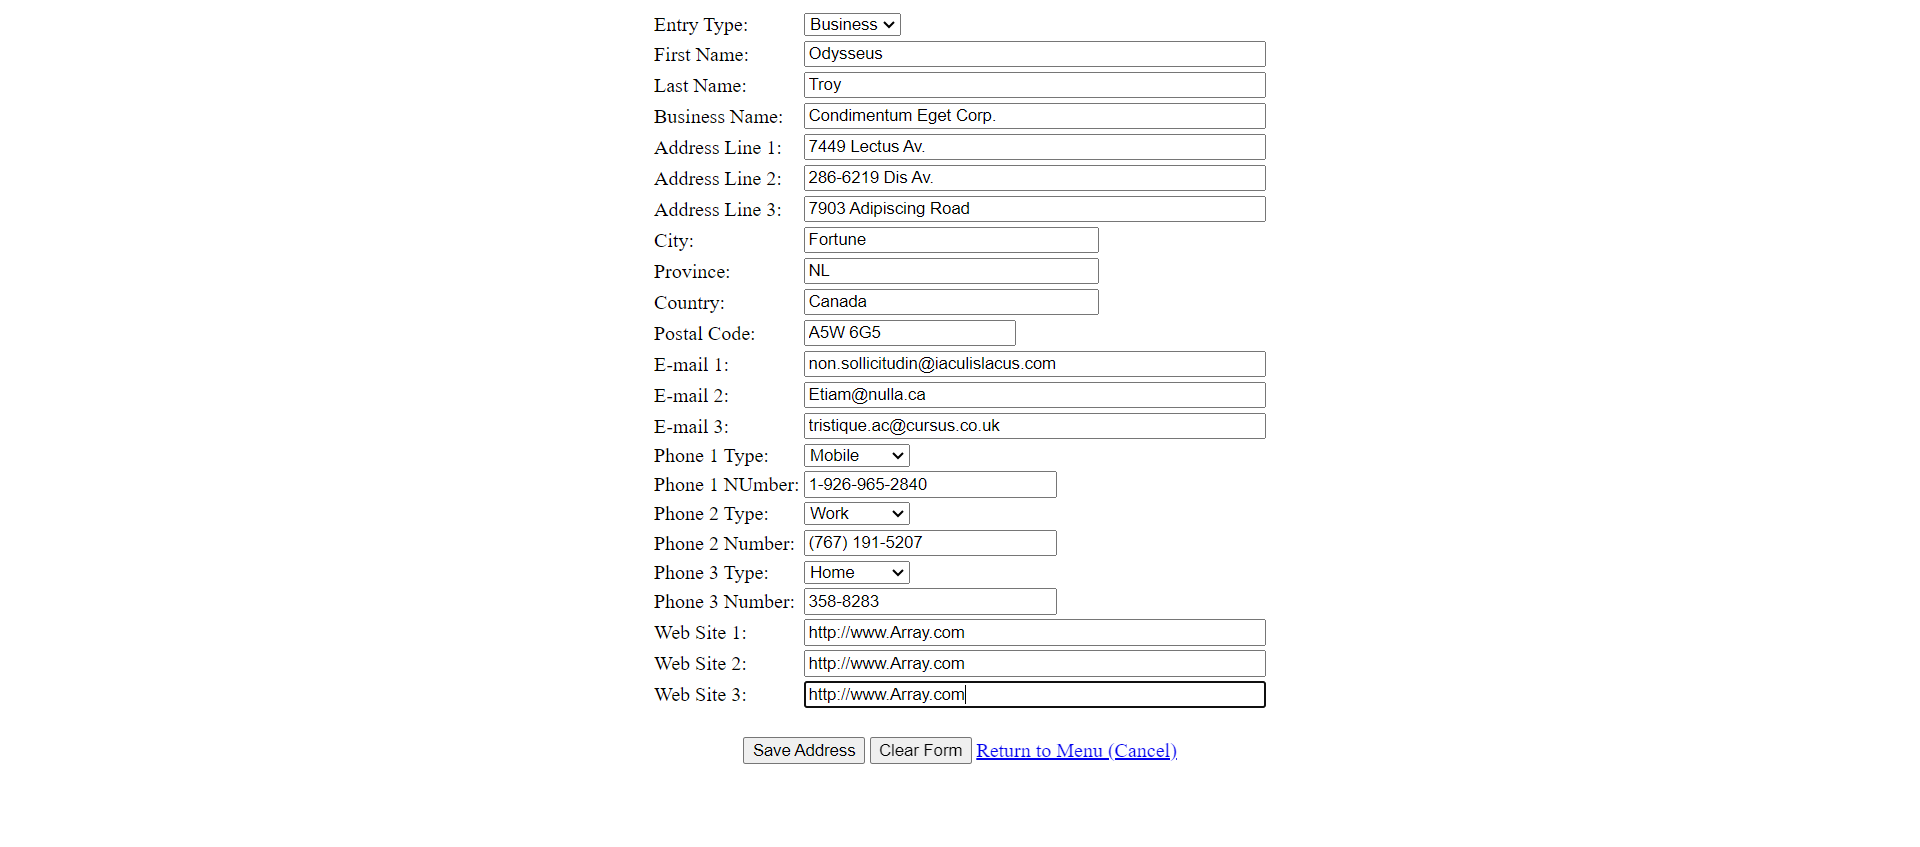 Entry Type: Business
First Name: Odysseus
Last Name: Troy
Business Name: Condimentum Eget Corp.
Address Line 1: 7449 Lectus Av.
Address Line 2: 286-6219 Dis Av.
Address Line 3: 7903 Adipiscing Road
City: Fortune
Province: NL
Country: Canada
Postal Code: A5W 6G5
E-mail 1: non.sollicitudin@iaculislacus.com
E-mail 2: Etiam@nulla.ca
E-mail 3: tristique.ac@cursus.co.uk
Phone 1 Type: Mobile
Phone 1 NUmber: 1-926-965-2840
Phone 2 Type: Work
Phone 2 Number: (767) 191-5207
Phone 3 Type: Home
Phone 3 Number: 358-8283
Web Site 1: http://www.Array.com
Web Site 2: http://www.Array.com
Web Site 3: http://www.Array.com
Save Address Clear Form Return to Menu (Cancel)